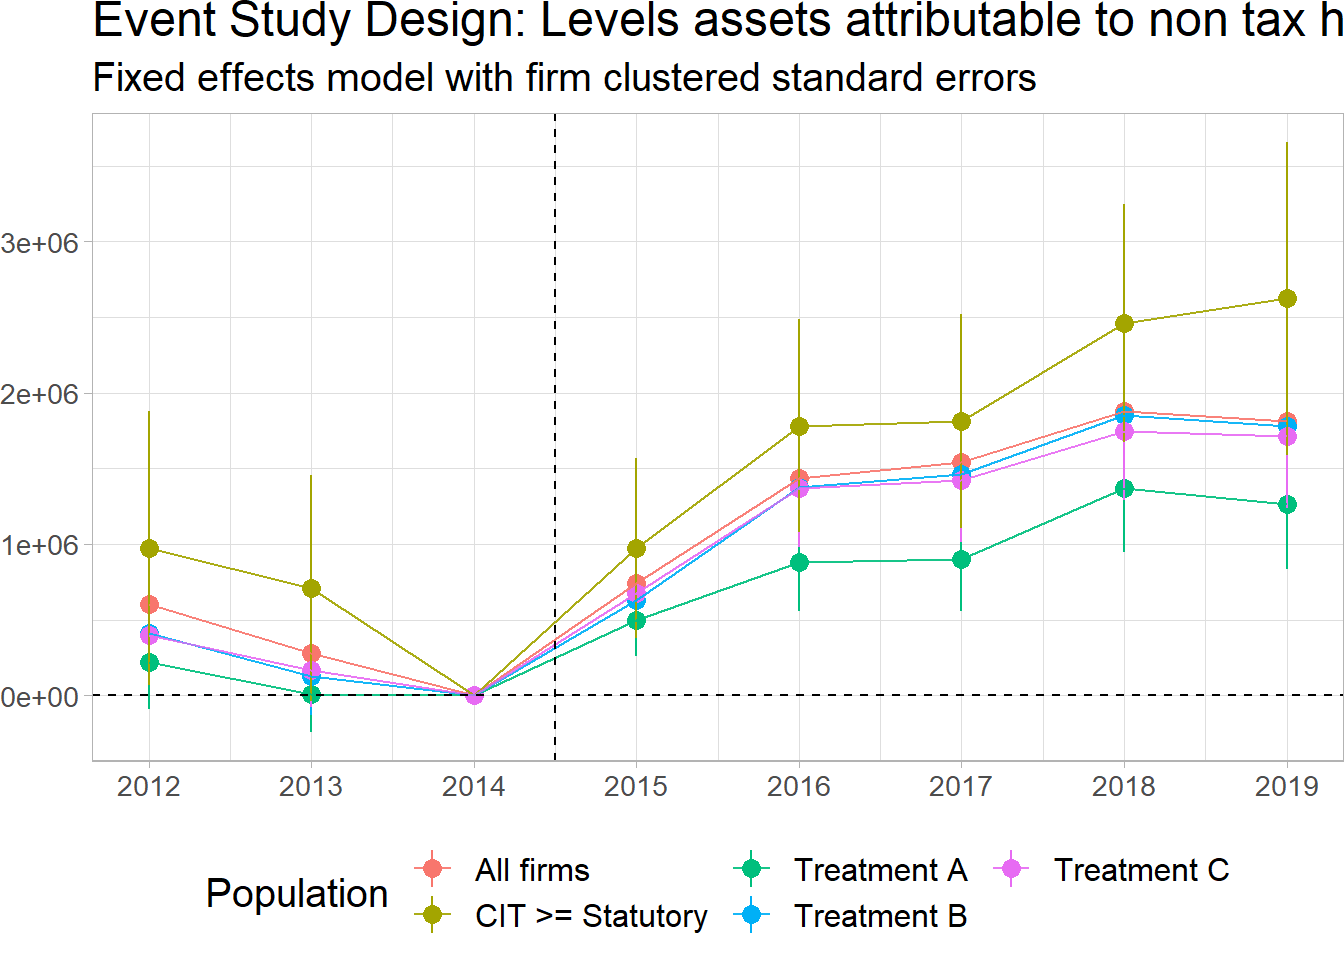 Event Study Design: Levels assets attributable to non tax h
Fixed effects model with firm clustered standard errors
3e+06
2e+06
1e+06
0e+00
2012 2013 2014 2015 2016 2017 2018 2019
Population
All firms
CIT >= Statutory
Treatment A
Treatment B
Treatment C